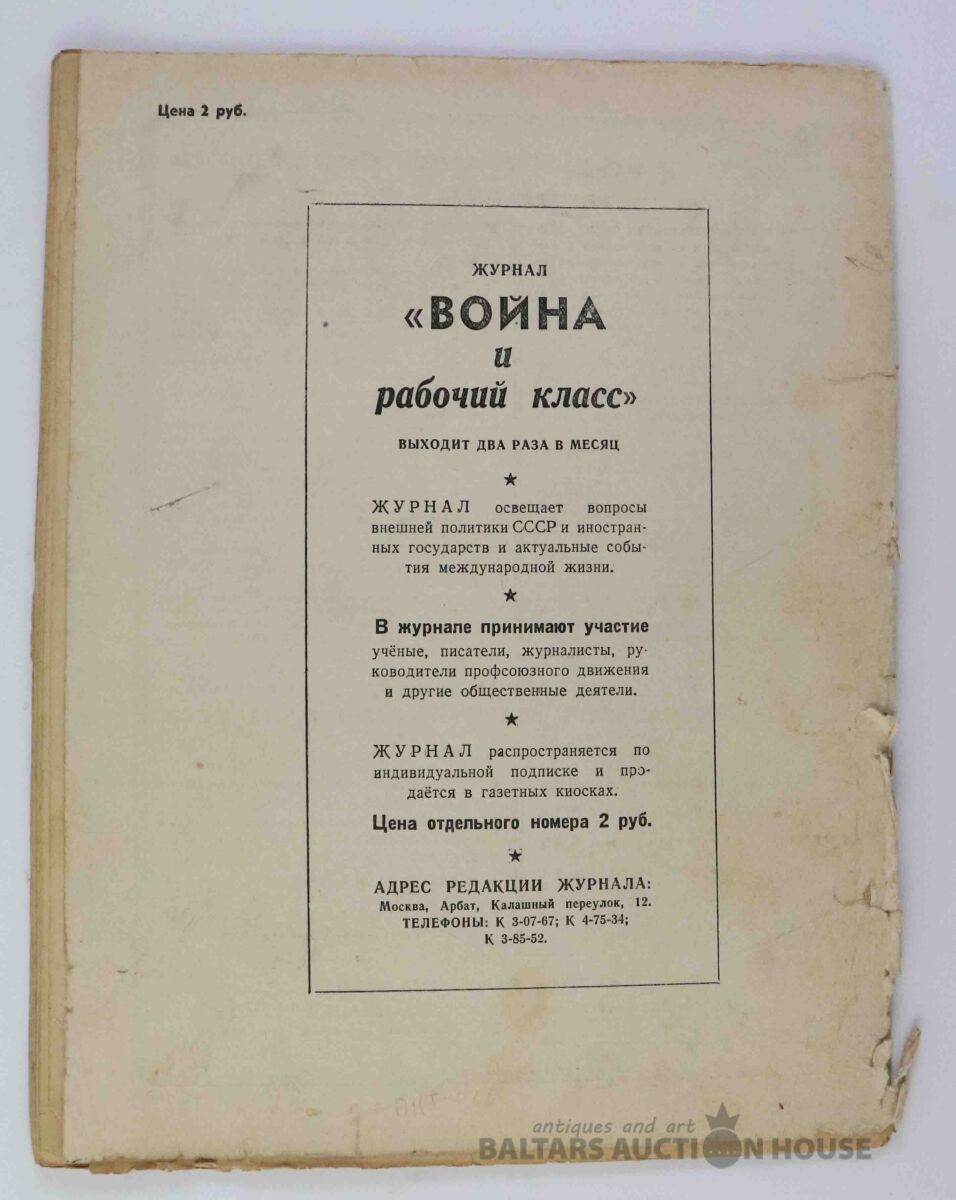 Цена 2 руб.
ЖУРНАЛ
«ВОЙНА
и
рабочий класс»
ВЫХОДИТ ДВА РАЗА В МЕСЯЦ
ЖУРНАЛ освещает вопросы
внешней политики СССР и иностран-
ных государств и актуальные собы-
тия международной жизни.
В журнале принимают участие
учёные, писатели, журналисты, ру-
ководители профсоюзного движения
и другие общественные деятели.
ЖУРНАЛ распространяется по
индивидуальной подписке и про-
даётся в газетных киосках.
Цена отдельного номера 2 руб.
АДРЕС РЕДАКЦИИ ЖУРНАЛА:
Москва, Арбат, Калашный переулок, 12.
ТЕЛЕФОНЫ: К 3-07-67; К 4-75-34;
К 3-85-52.
antiques and art
BALTARS AUCTION HOUSE